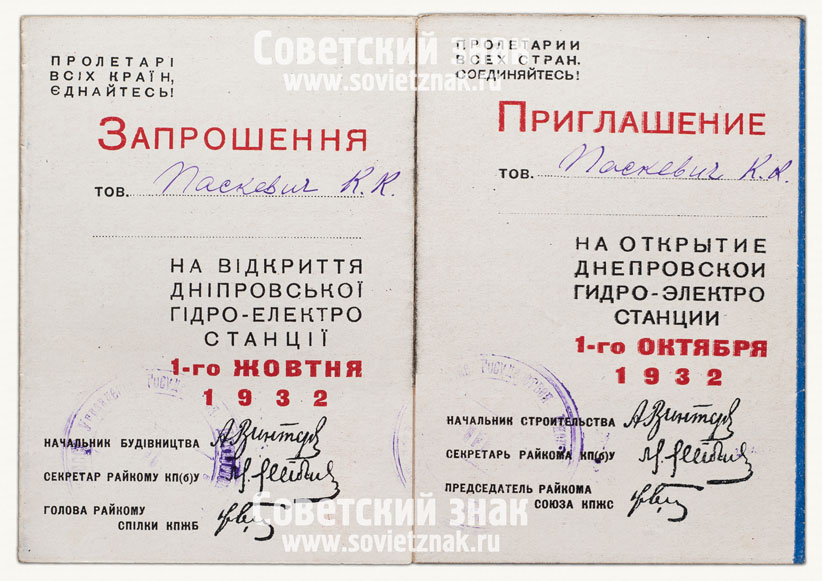 ПРОЛЕТАРІ
ВСІХ КРАЇН,
ЄДНАЙТЕСЬ!
ЗАПРОШЕННЯ
ТОВ. Паскевич К.К.
НА ВІДКРИТТЯ
ДНІПРОВСЬКОЇ
ГІДРО-ЕЛЕКТРО
СТАНЦІЇ
1-го ЖОВТНЯ
1932
НАЧАЛЬНИК БУДІВНИЦТВА А.Винтер
СЕКРЕТАР РАЙКОМУ КП(б)У
ГОЛОВА РАЙКОМУ
СПІЛКИ КПЖБ
ПРОЛЕТАРИИ
ВСЕХ СТРАН.
СОЕДИНЯЙТЕСЬ!
ПРИГЛАШЕНИЕ
ТОВ. Паскевич К.К.
НА ОТКРЫТИЕ
ДНЕПРОВСКОИ
ГИДРО-ЭЛЕКТРО
СТАНЦИИ
1-го ОКТЯБРЯ
1932
НАЧАЛЬНИК СТРОИТЕЛЬСТВА А.Винтер
СЕКРЕТАРЬ РАЙКОМА КП(б)У
ПРЕДСЕДАТЕЛЬ РАЙКОМА
СОЮЗА КПЖС
Советский знак
www.sovietznak.ru
Советский знак
www.sovietznak.ru